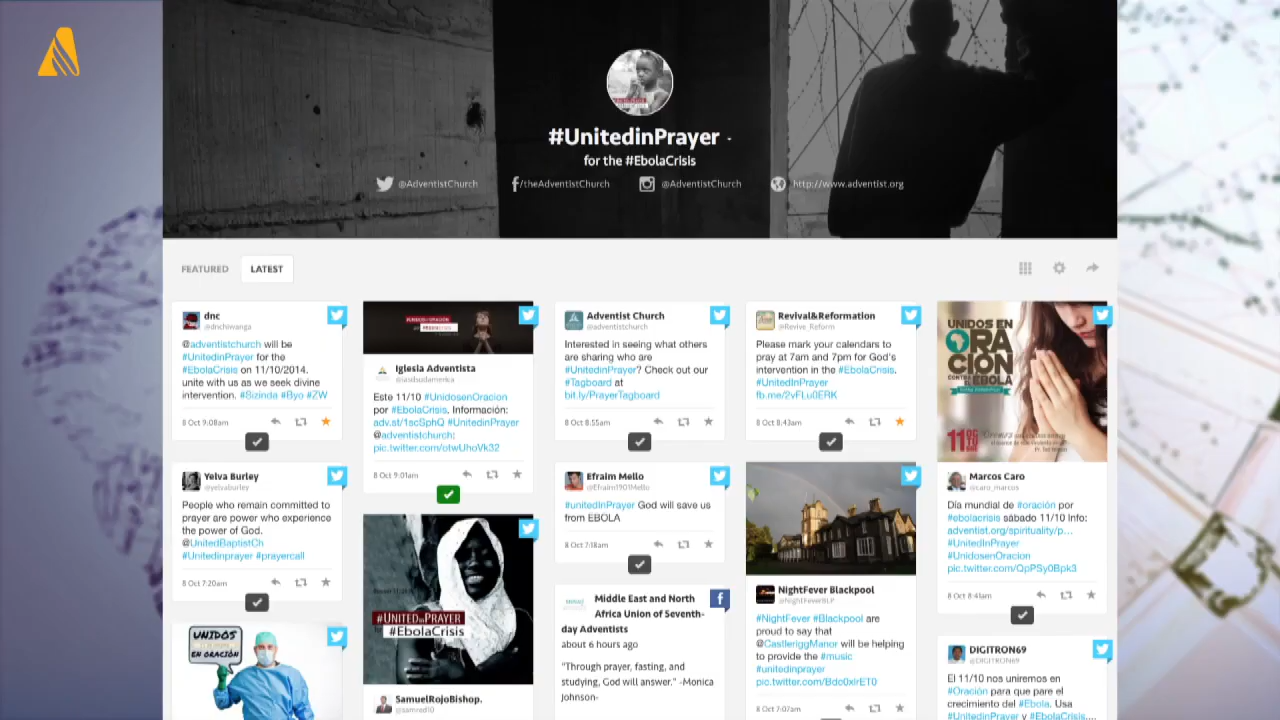 #UnitedinPrayer -
for the #EbolaCrisis
@AdventistChurch
/theAdventistChurch
@AdventistChurch
http://www.adventist.org
FEATURED
LATEST
dnc
@dnchiwanga
@adventistchurch will be
#UnitedinPrayer for the
#EbolaCrisis on 11/10/2014.
unite with us as we seek divine
intervention. #Sizinda #Byo #ZW
8 Oct 9:08am
Yelva Burley
@yelvaburley
People who remain committed to
prayer are power who experience
the power of God.
@UnitedBaptistCh
#Unitedinprayer #prayercall
8 Oct 7:20am
UNIDOS
EN ORACIÓN
Iglesia Adventista
@iasdsudamerica
Este 11/10 #UnidosenOracion
por #EbolaCrisis. Información:
adv.st/1scSphQ #UnitedinPrayer
@adventistchurch;
pic.twitter.com/otwUhoVk32
8 Oct 9:01am
#UNITEDINPRAYER
#EbolaCrisis
SamuelRojoBishop.
@samred10
Adventist Church
@adventistchurch
Interested in seeing what others
are sharing who are
#UnitedinPrayer? Check out our
#Tagboard at
bit.ly/PrayerTagboard
8 Oct 8:55am
Efraim Mello
@Efraim1901Mello
#unitedinPrayer God will save us
from EBOLA
8 Oct 7:18am
Middle East and North
Africa Union of Seventh-
day Adventists
about 6 hours ago
"Through prayer, fasting, and
studying, God will answer." -Monica
Johnson-
Revival&Reformation
@Revive_Reform
Please mark your calendars to
pray at 7am and 7pm for God's
intervention in the #EbolaCrisis.
#UnitedInPrayer
fb.me/2vFLu0ERK
8 Oct 8:43am
NightFever Blackpool
@NightFeverBLP
#NightFever #Blackpool are
proud to say that
@CastleriggManor will be helping
to provide the #music
#unitedinprayer
pic.twitter.com/Bdc0xIrET0
8 Oct 7:07am
UNIDOS EN
ORACIÓN
CONTRA
EL EBOLA
11
Marcos Caro
@caro_marcos
Día mundial de #oración por
#ebolacrisis sábado 11/10 Info:
adventist.org/spirituality/p...
#UnitedInPrayer
#UnidosenOracion
pic.twitter.com/QpPSy0Bpk3
8 Oct 8:41am
DIGITRON69
@DIGITRON69
El 11/10 nos uniremos en
#Oración para que pare el
crecimiento del #Ebola. Usa
#UnitedInPrayer y #EbolaCrisis....